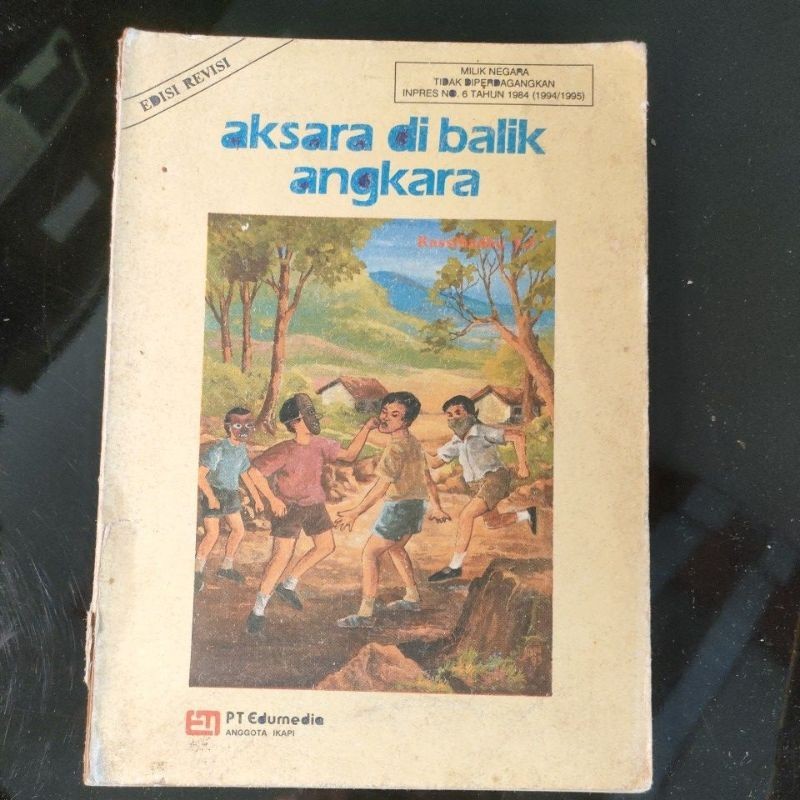 EDISI REVISI
MILIK NEGARA
TIDAK DIPERDAGANGKAN
INPRES NO. 6 TAHUN 1984 (1994/1995)
aksara di balik
angkara
PT Edumedia
ANGGOTA IKAPI